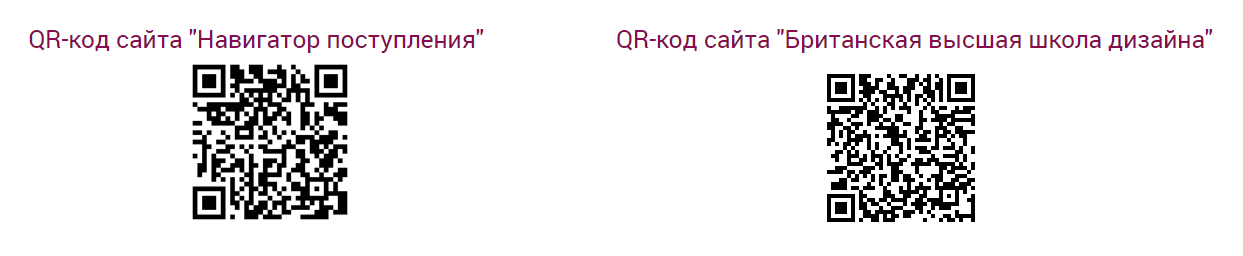 QR-код сайта "Навигатор поступления"
QR-код сайта "Британская высшая школа дизайна"